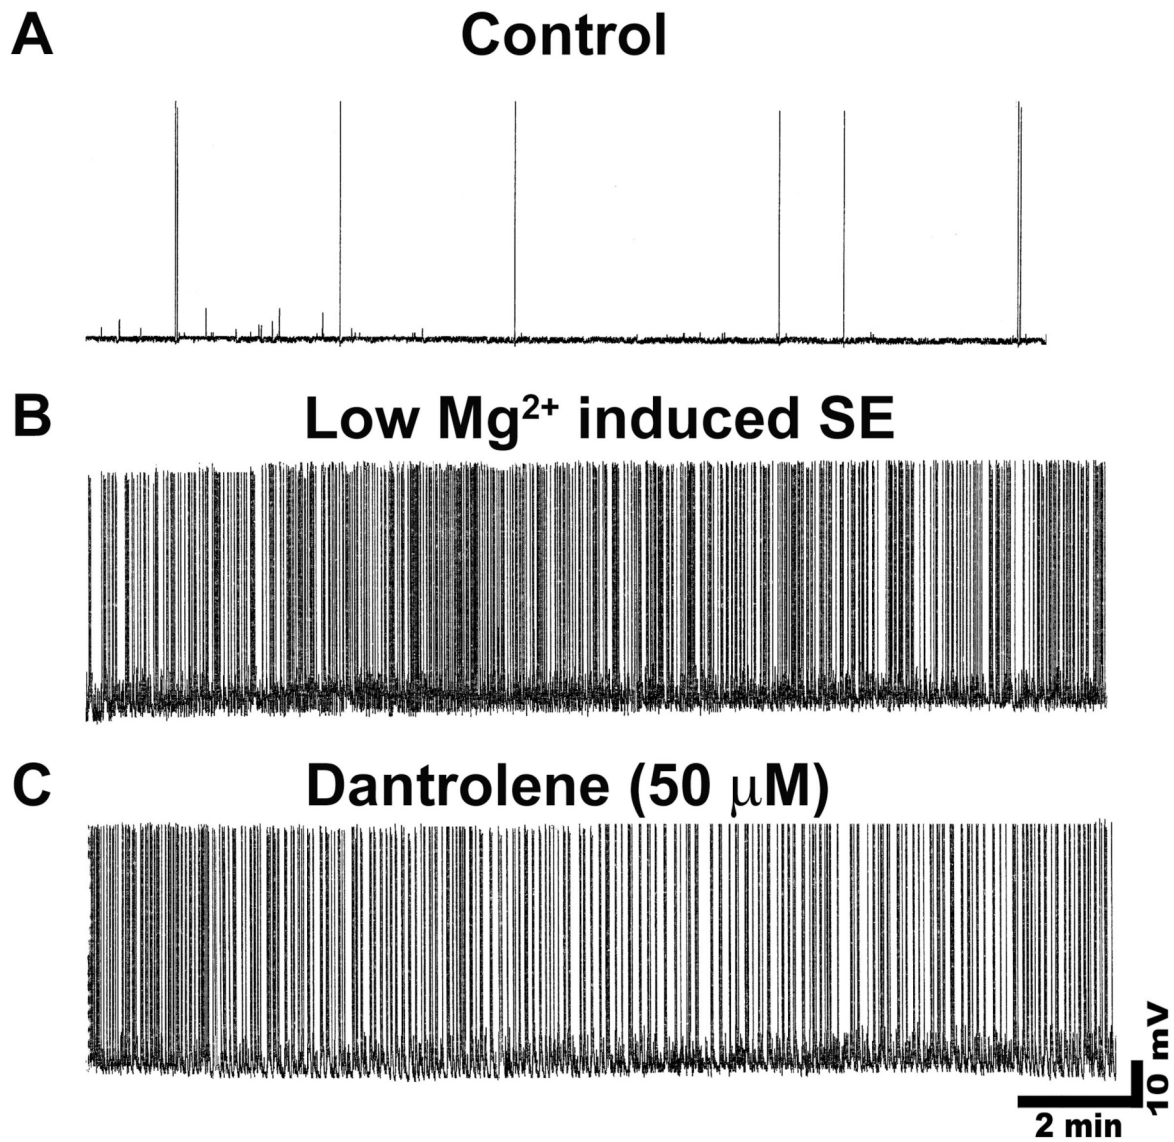 A
Control
B
Low Mg²⁺ induced SE
C
Dantrolene (50 μM)
10 mV
2 min